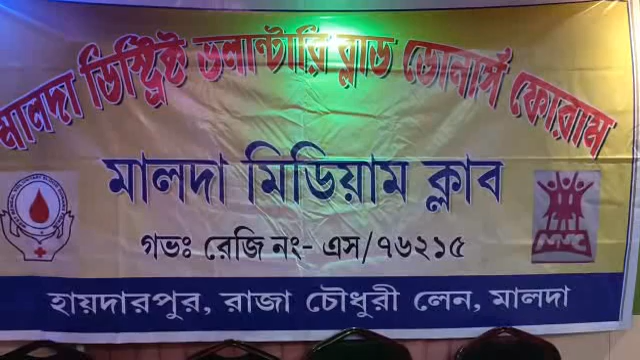 মালদা ডিস্ট্রিক্ট ভলান্টারি ব্লাড ডোনার্স ফোরাম
মালদা মিডিয়াম ক্লাব
গভঃ রেজি নং- এস/৭৬২১৫
হায়দারপুর, রাজা চৌধুরী লেন, মালদা